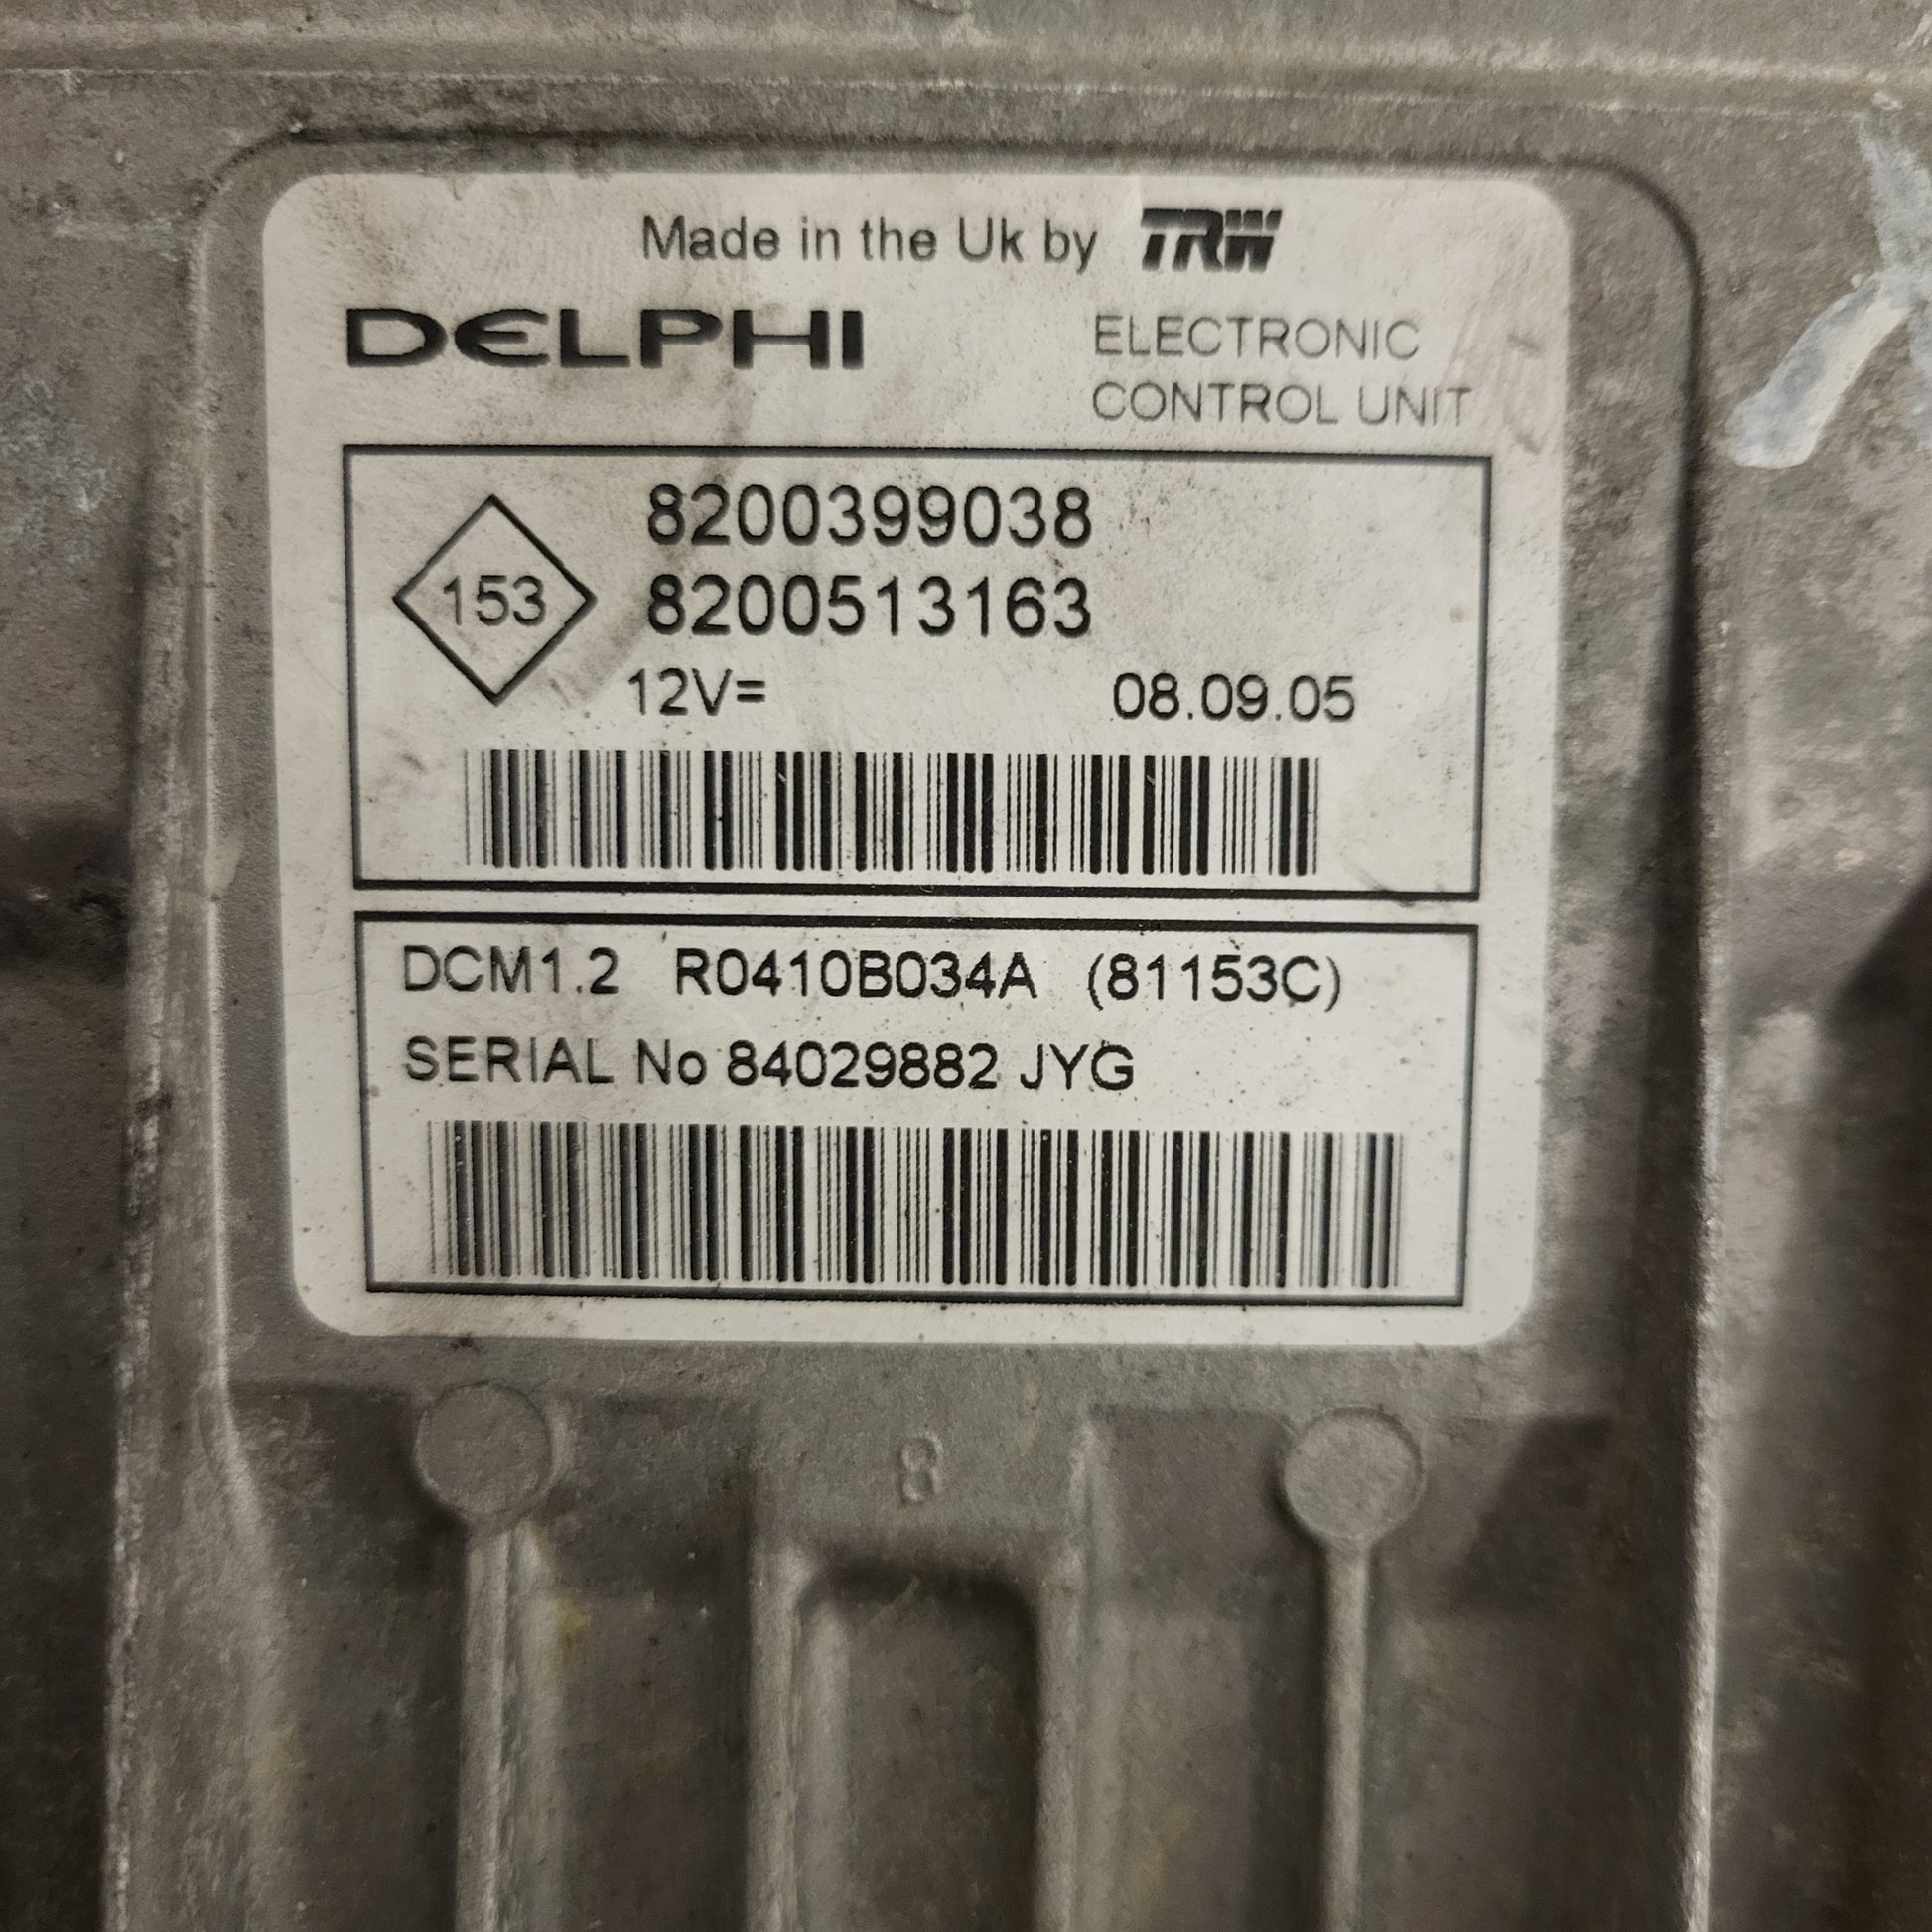 Made in the Uk by TRW
DELPHI
ELECTRONIC
CONTROL UNIT
8200399038
153
8200513163
12V= 08.09.05
DCM1.2 R0410B034A (81153C)
SERIAL No 84029882 JYG
8